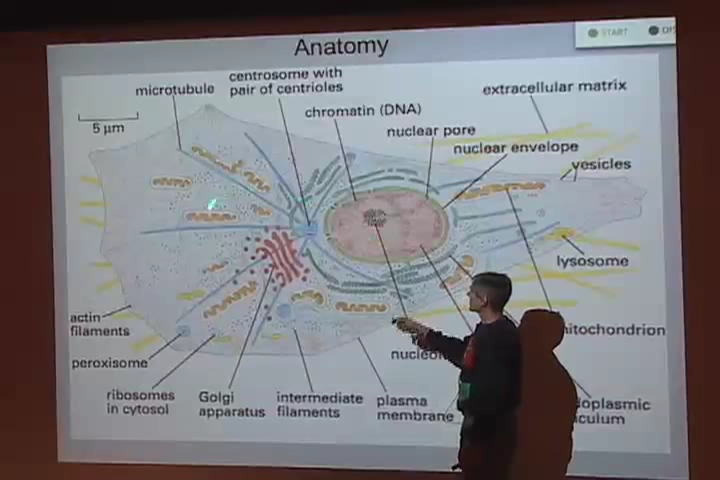 Anatomy
START
microtubule
centrosome with
pair of centrioles
extracellular matrix
5 µm
chromatin (DNA)
nuclear pore
nuclear envelope
vesicles
lysosome
actin
filaments
mitochondrion
peroxisome
ribosomes
in cytosol
Golgi
apparatus
intermediate
filaments
plasma
membrane